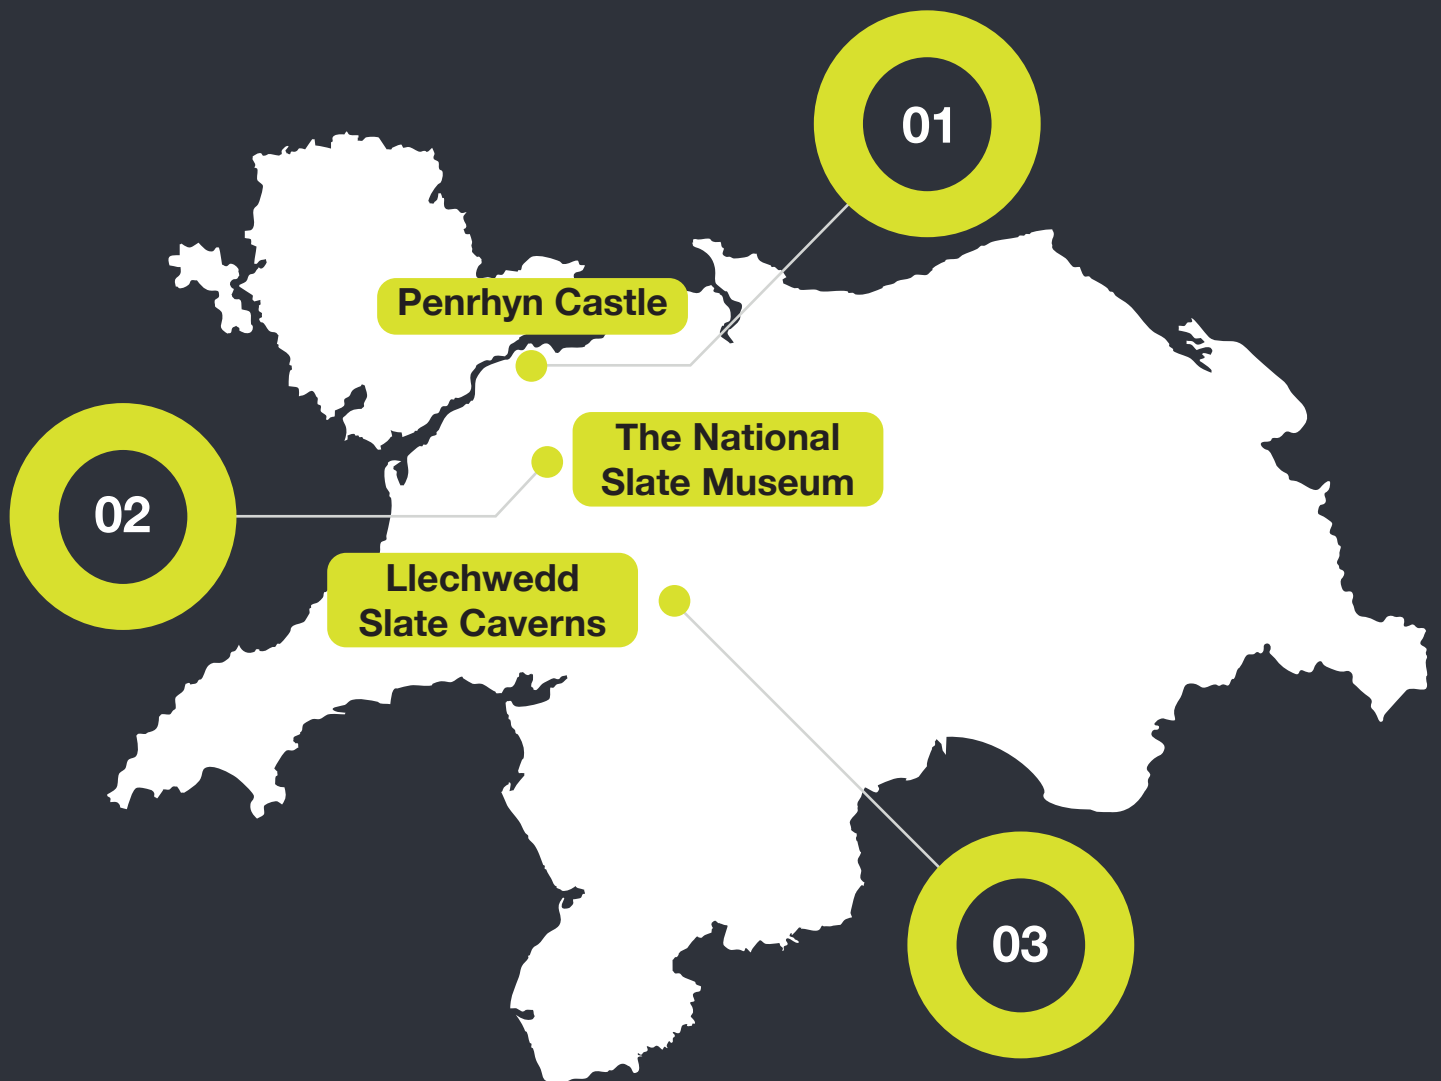 01
Penrhyn Castle
The National
Slate Museum
02
Llechwedd
Slate Caverns
03